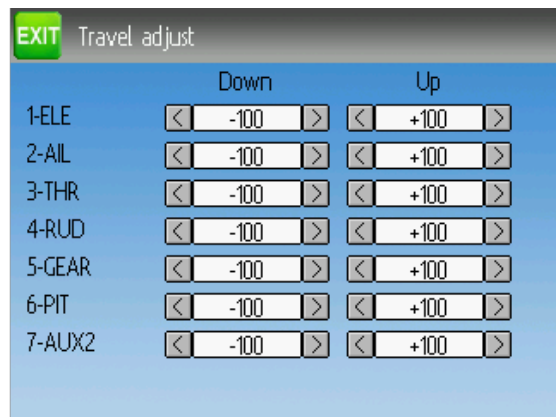 EXIT Travel adjust
Down Up
1-ELE < -100 > < +100 >
2-AIL < -100 > < +100 >
3-THR < -100 > < +100 >
4-RUD < -100 > < +100 >
5-GEAR < -100 > < +100 >
6-PIT < -100 > < +100 >
7-AUX2 < -100 > < +100 >